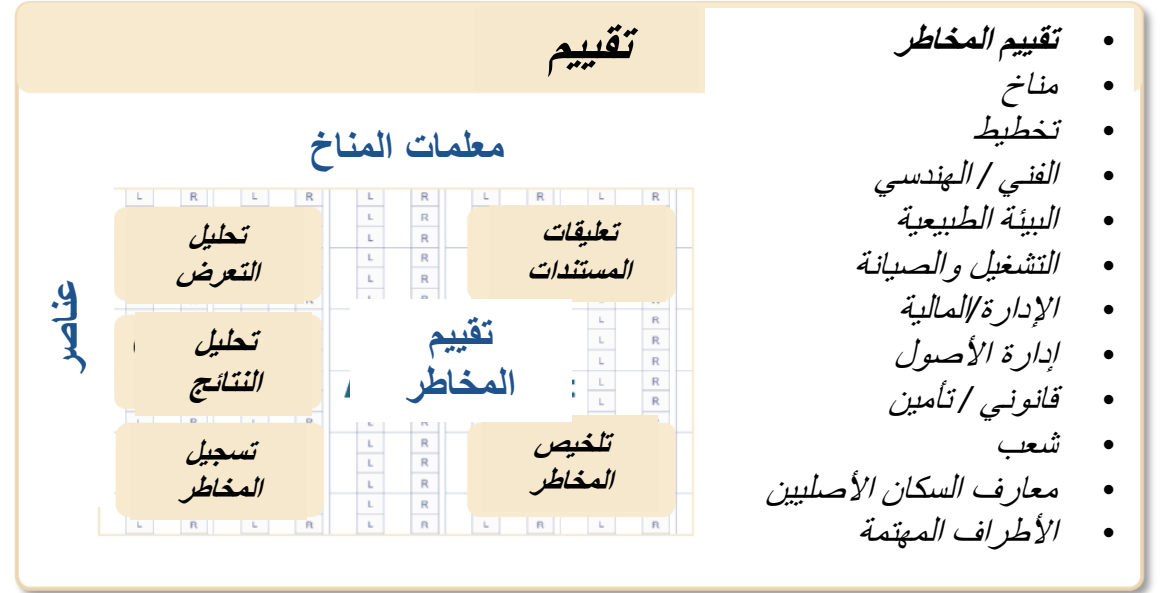 تقييم
• تقييم المخاطر
• مناخ
• تخطيط
• الفني / الهندسي
• البيئة الطبيعية
• التشغيل والصيانة
• الإدارة/المالية
• إدارة الأصول
• قانوني / تأمين
• شعب
• معارف السكان الأصليين
• الأطراف المهتمة
معلمات المناخ
عناصر
L R L R L R L R L R
L R
L R
L R
L R
تعليقات
المستندات
تحليل
التعرض
تقييم
المخاطر
تحليل
النتائج
L R
L R
L R
L R
L R
تلخيص
المخاطر
تسجيل
المخاطر
L R
L R
L R
L R
L R L R L R L R L R